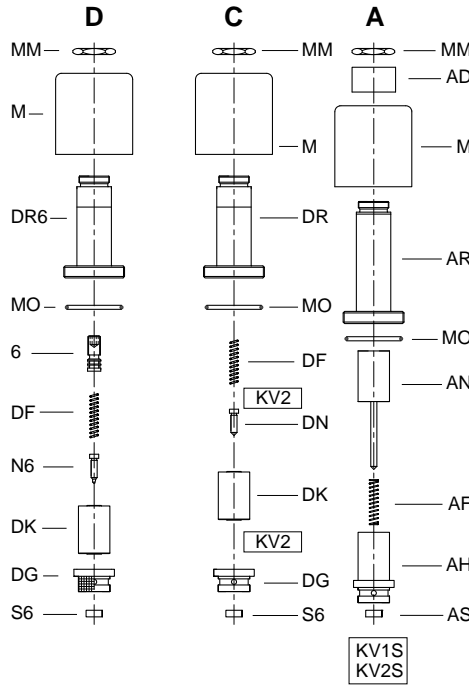 D
MM
M
DR6
MO
6
DF
N6
DK
DG
S6
C
MM
M
DR
MO
DF
KV2
DN
DK
KV2
DG
S6
A
MM
AD
M
AR
MO
AN
AF
AH
AS
KV1S
KV2S